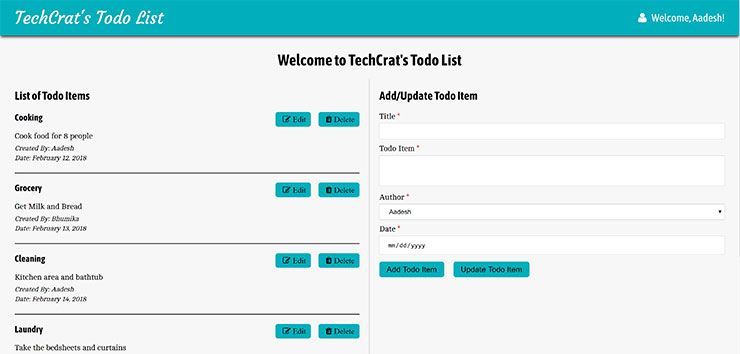 TechCrat's Todo List
Welcome, Aadesh!
Welcome to TechCrat's Todo List
List of Todo Items
Cooking
Edit
Delete
Cook food for 8 people
Created By: Aadesh
Date: February 12, 2018
Grocery
Edit
Delete
Get Milk and Bread
Created By: Bhumika
Date: February 13, 2018
Cleaning
Edit
Delete
Kitchen area and bathtub
Created By: Aadesh
Date: February 14, 2018
Laundry
Edit
Delete
Take the bedsheets and curtains
Add/Update Todo Item
Title *
Todo Item *
Author *
Aadesh
Date *
mm/dd/yyyy
Add Todo Item
Update Todo Item